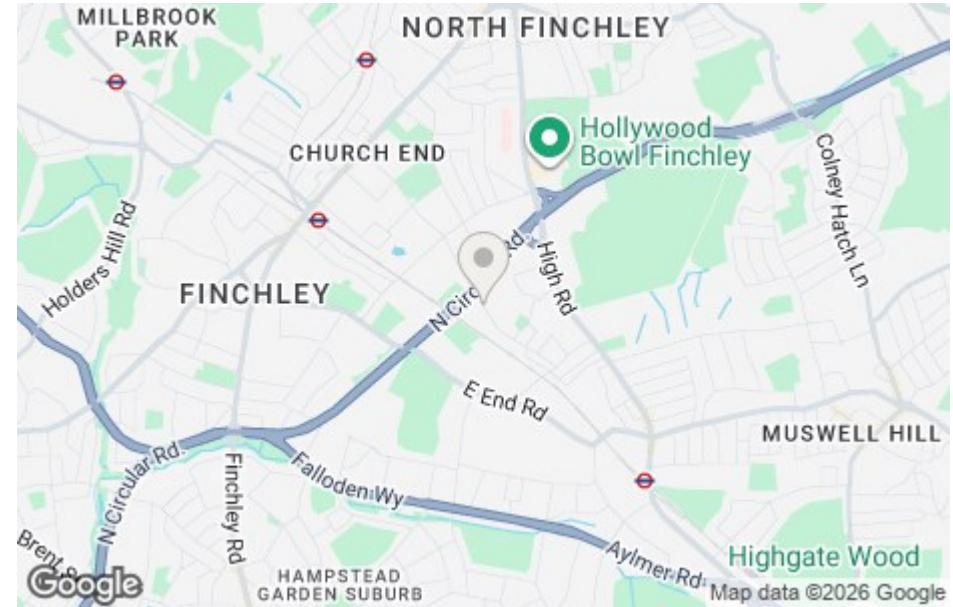 MILLBROOK
PARK
NORTH FINCHLEY
Hollywood
Bowl Finchley
CHURCH END
Colney Hatch Ln
Holders Hill Rd
N Circ
Rd
High Rd
FINCHLEY
E End Rd
MUSWELL HILL
N Circular Rd.
Finchley Rd
Falloden Wy
Brent S
Aylmer Rd
Highgate Wood
HAMPSTEAD
GARDEN SUBURB
Google
Map data ©2026 Google